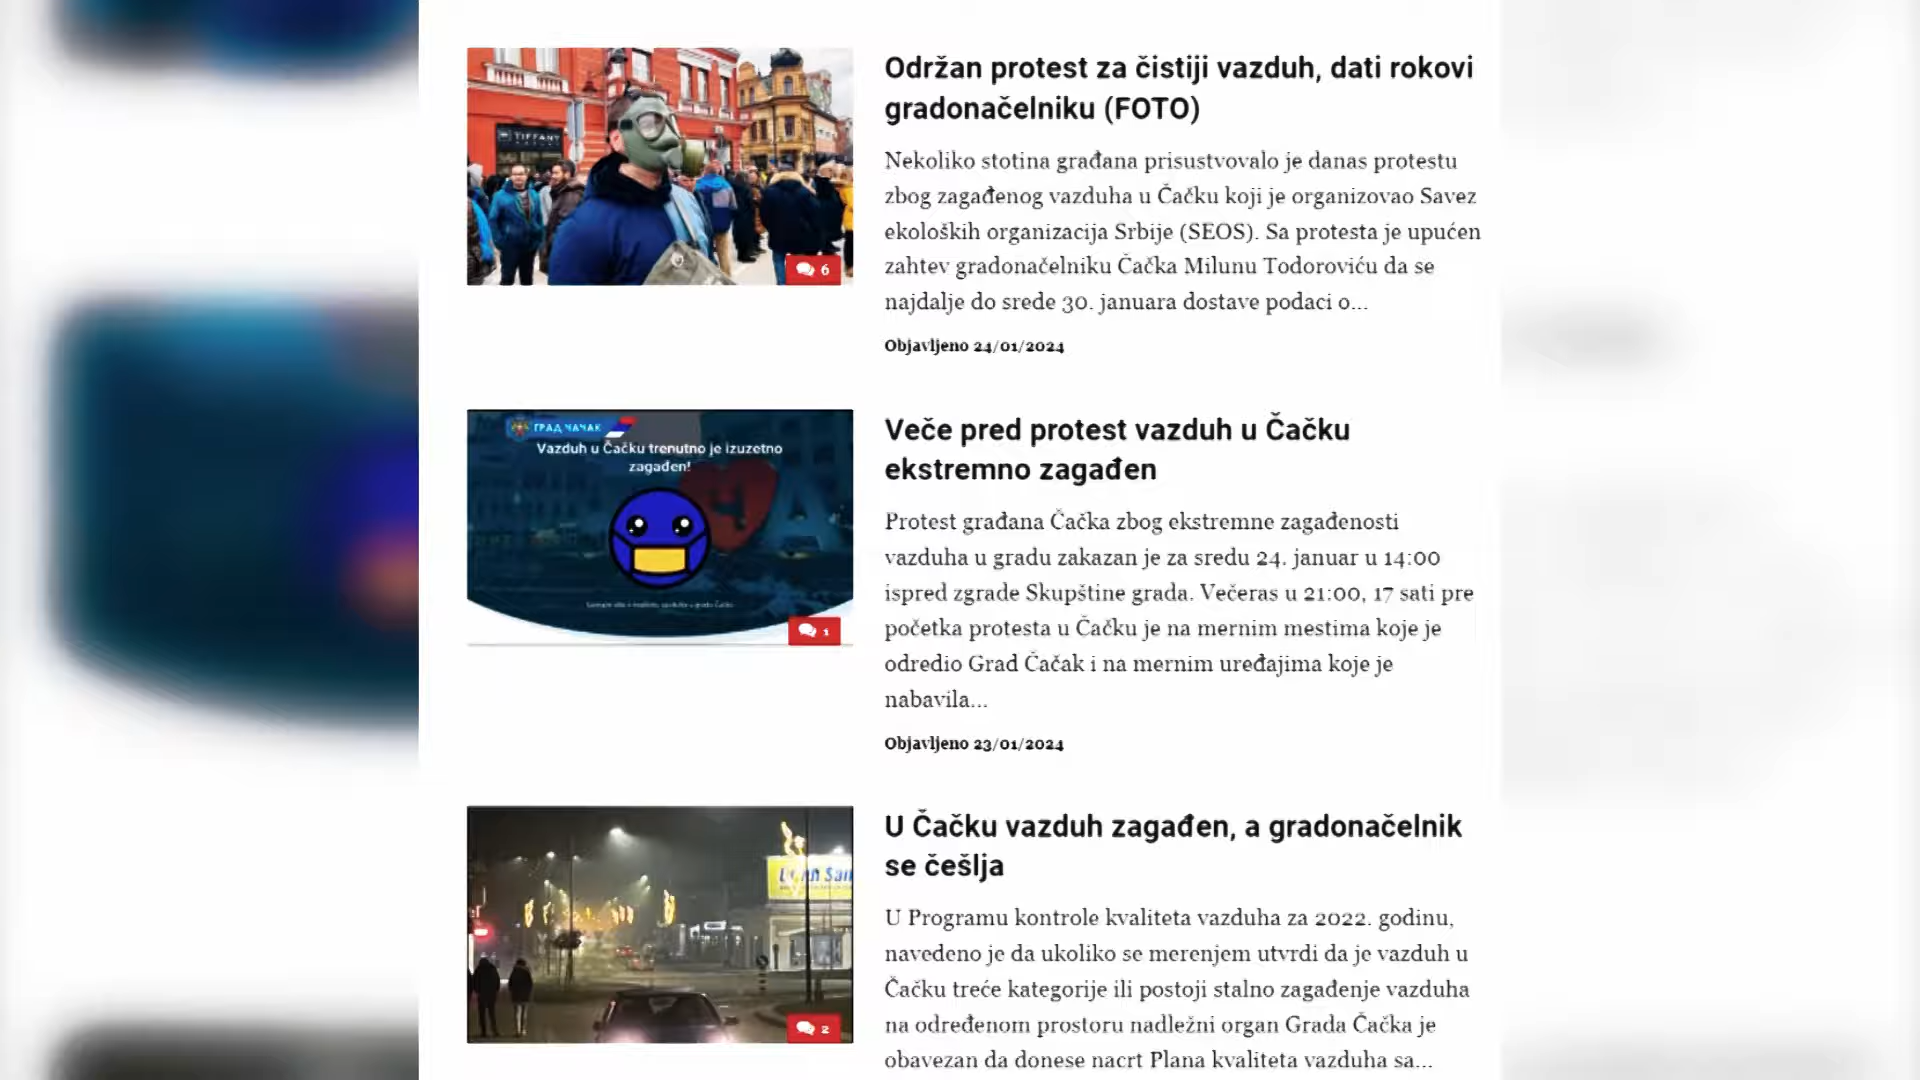 TIFFANY
6
Održan protest za čistiji vazduh, dati rokovi
gradonačelniku (FOTO)
Nekoliko stotina građana prisustvovalo je danas protestu
zbog zagađenog vazduha u Čačku koji je organizovao Savez
ekoloških organizacija Srbije (SEOS). Sa protesta je upućen
zahtev gradonačelniku Čačka Milunu Todoroviću da se
najdalje do srede 30. januara dostave podaci o...
Objavljeno 24/01/2024
ГРАД ЧАЧАК
Vazduh u Čačku trenutno je izuzetno
zagađen!
1
Veče pred protest vazduh u Čačku
ekstremno zagađen
Protest građana Čačka zbog ekstremne zagađenosti
vazduha u gradu zakazan je za sredu 24. januar u 14:00
ispred zgrade Skupštine grada. Večeras u 21:00, 17 sati pre
početka protesta u Čačku je na mernim mestima koje je
odredio Grad Čačak i na mernim uređajima koje je
nabavila...
Objavljeno 23/01/2024
2
U Čačku vazduh zagađen, a gradonačelnik
se češlja
U Programu kontrole kvaliteta vazduha za 2022. godinu,
navedeno je da ukoliko se merenjem utvrdi da je vazduh u
Čačku treće kategorije ili postoji stalno zagađenje vazduha
na određenom prostoru nadležni organ Grada Čačka je
obavezan da donese nacrt Plana kvaliteta vazduha sa...